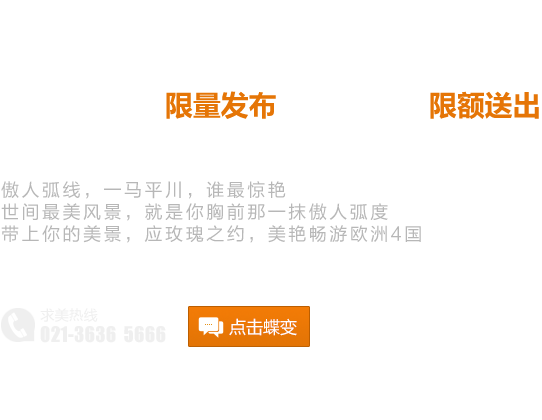 限量发布 限额送出
傲人弧线，一马平川，谁最惊艳
世间最美风景，就是你胸前那一抹傲人弧度
带上你的美景，应玫瑰之约，美艳畅游欧洲4国
求美热线
021-3636 5666
点击蝶变